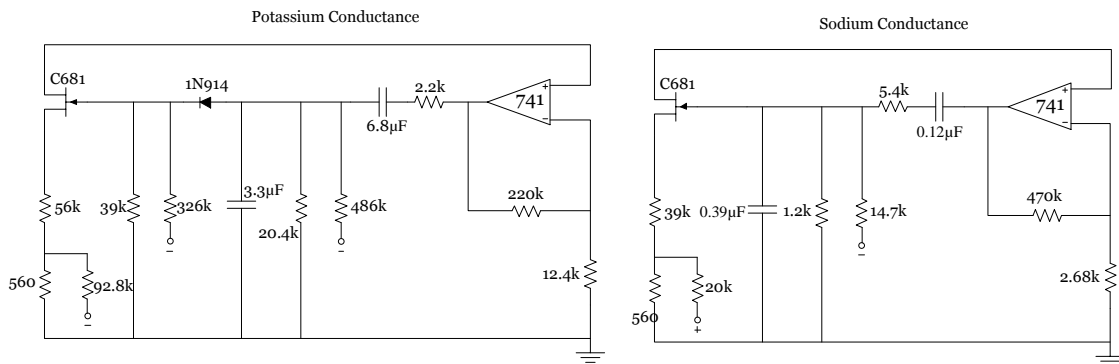 Potassium Conductance
Sodium Conductance
C681
1N914
2.2k
741
+
−
6.8µF
56k
39k
326k
3.3µF
20.4k
486k
220k
560
92.8k
12.4k
−
−
−
C681
5.4k
741
+
−
0.12µF
39k
0.39µF
1.2k
14.7k
470k
560
20k
2.68k
−
+